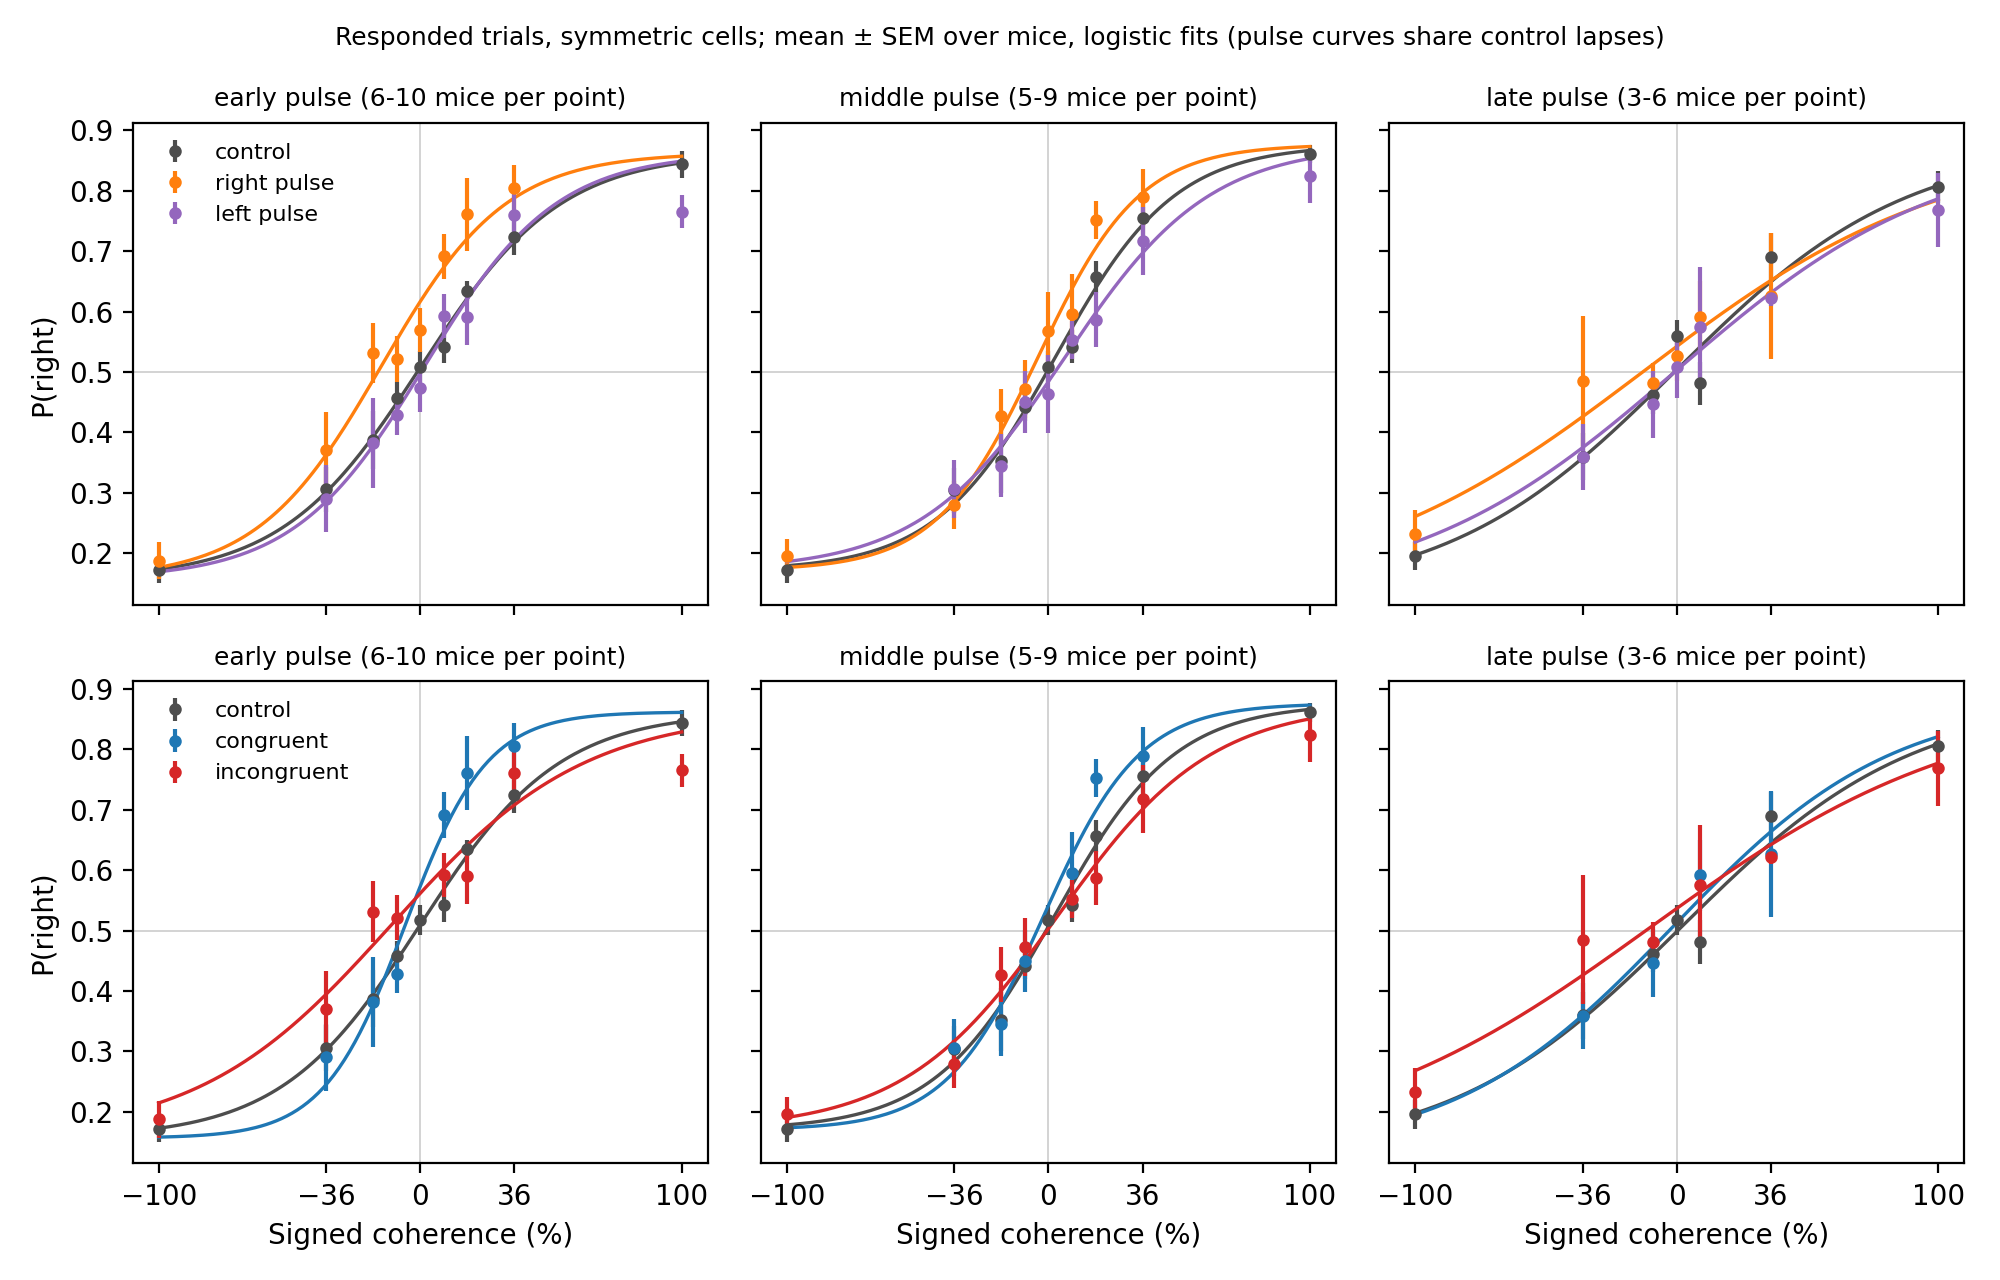 Responded trials, symmetric cells; mean ± SEM over mice, logistic fits (pulse curves share control lapses)
early pulse (6-10 mice per point)
middle pulse (5-9 mice per point)
late pulse (3-6 mice per point)
0.9
0.8
0.7
0.6
0.5
0.4
0.3
0.2
P(right)
control
right pulse
left pulse
early pulse (6-10 mice per point)
middle pulse (5-9 mice per point)
late pulse (3-6 mice per point)
0.9
0.8
0.7
0.6
0.5
0.4
0.3
0.2
P(right)
control
congruent
incongruent
−100 −36 0 36 100
−100 −36 0 36 100
−100 −36 0 36 100
Signed coherence (%)
Signed coherence (%)
Signed coherence (%)